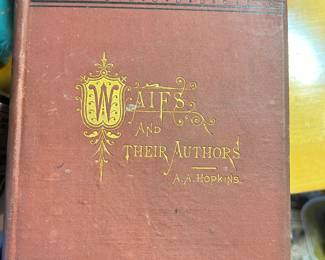 WAIFS
AND
THEIR AUTHORS
A. A. HOPKINS.